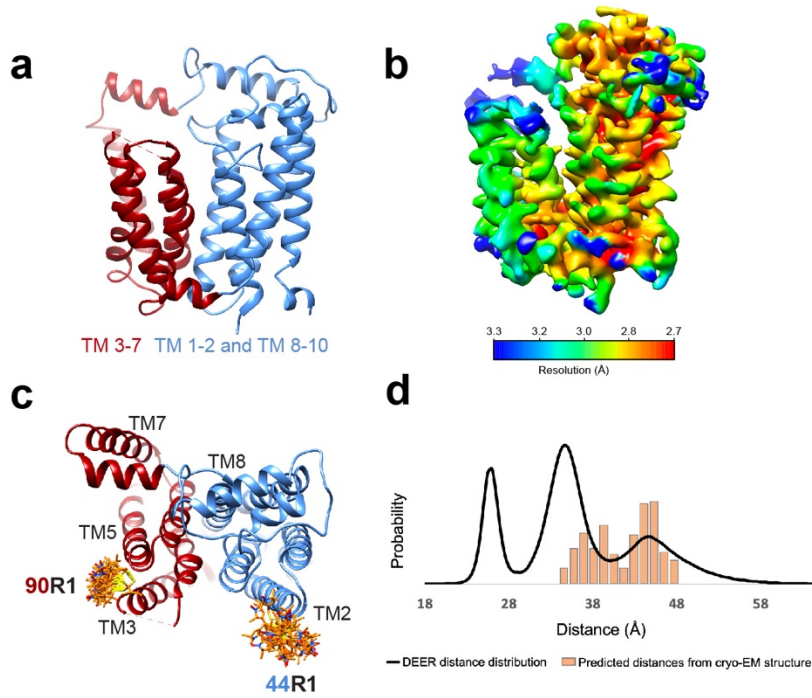 a
b
TM 3-7 TM 1-2 and TM 8-10
3.3 3.2 3.0 2.8 2.7
Resolution (Å)
c
d
TM7
TM8
TM5
90R1
TM3
TM2
44R1
Probability
18 28 38 48 58
Distance (Å)
DEER distance distribution Predicted distances from cryo-EM structure